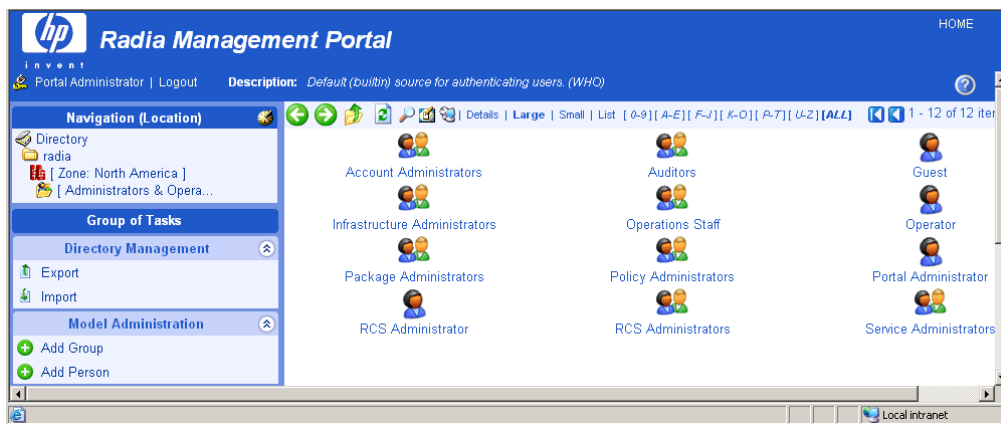 HOME
hp
Radia Management Portal
invent
Portal Administrator | Logout
Description: Default (builtin) source for authenticating users. (WHO)
Navigation (Location)
Directory
radia
[ Zone: North America ]
[ Administrators & Opera...
Group of Tasks
Directory Management
Export
Import
Model Administration
Add Group
Add Person
| Details | Large | Small | List [ 0-9 ] [ A-E ] [ F-J ] [ K-O ] [ P-T ] [ U-Z ] [ALL] 1 - 12 of 12 iter
Account Administrators
Auditors
Guest
Infrastructure Administrators
Operations Staff
Operator
Package Administrators
Policy Administrators
Portal Administrator
RCS Administrator
RCS Administrators
Service Administrators
Local intranet